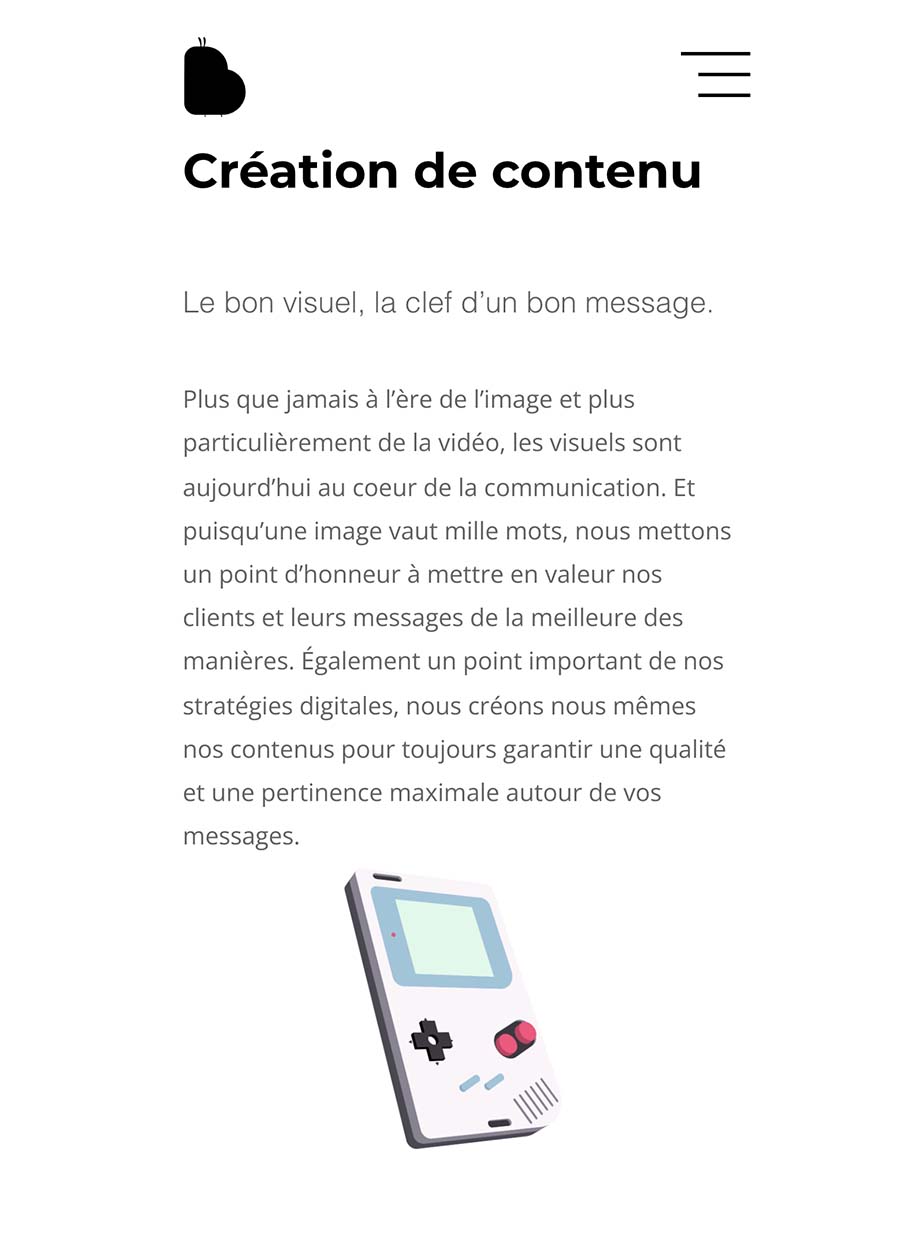 Création de contenu
Le bon visuel, la clef d’un bon message.
Plus que jamais à l’ère de l’image et plus
particulièrement de la vidéo, les visuels sont
aujourd’hui au coeur de la communication. Et
puisqu’une image vaut mille mots, nous mettons
un point d’honneur à mettre en valeur nos
clients et leurs messages de la meilleure des
manières. Également un point important de nos
stratégies digitales, nous créons nous mêmes
nos contenus pour toujours garantir une qualité
et une pertinence maximale autour de vos
messages.